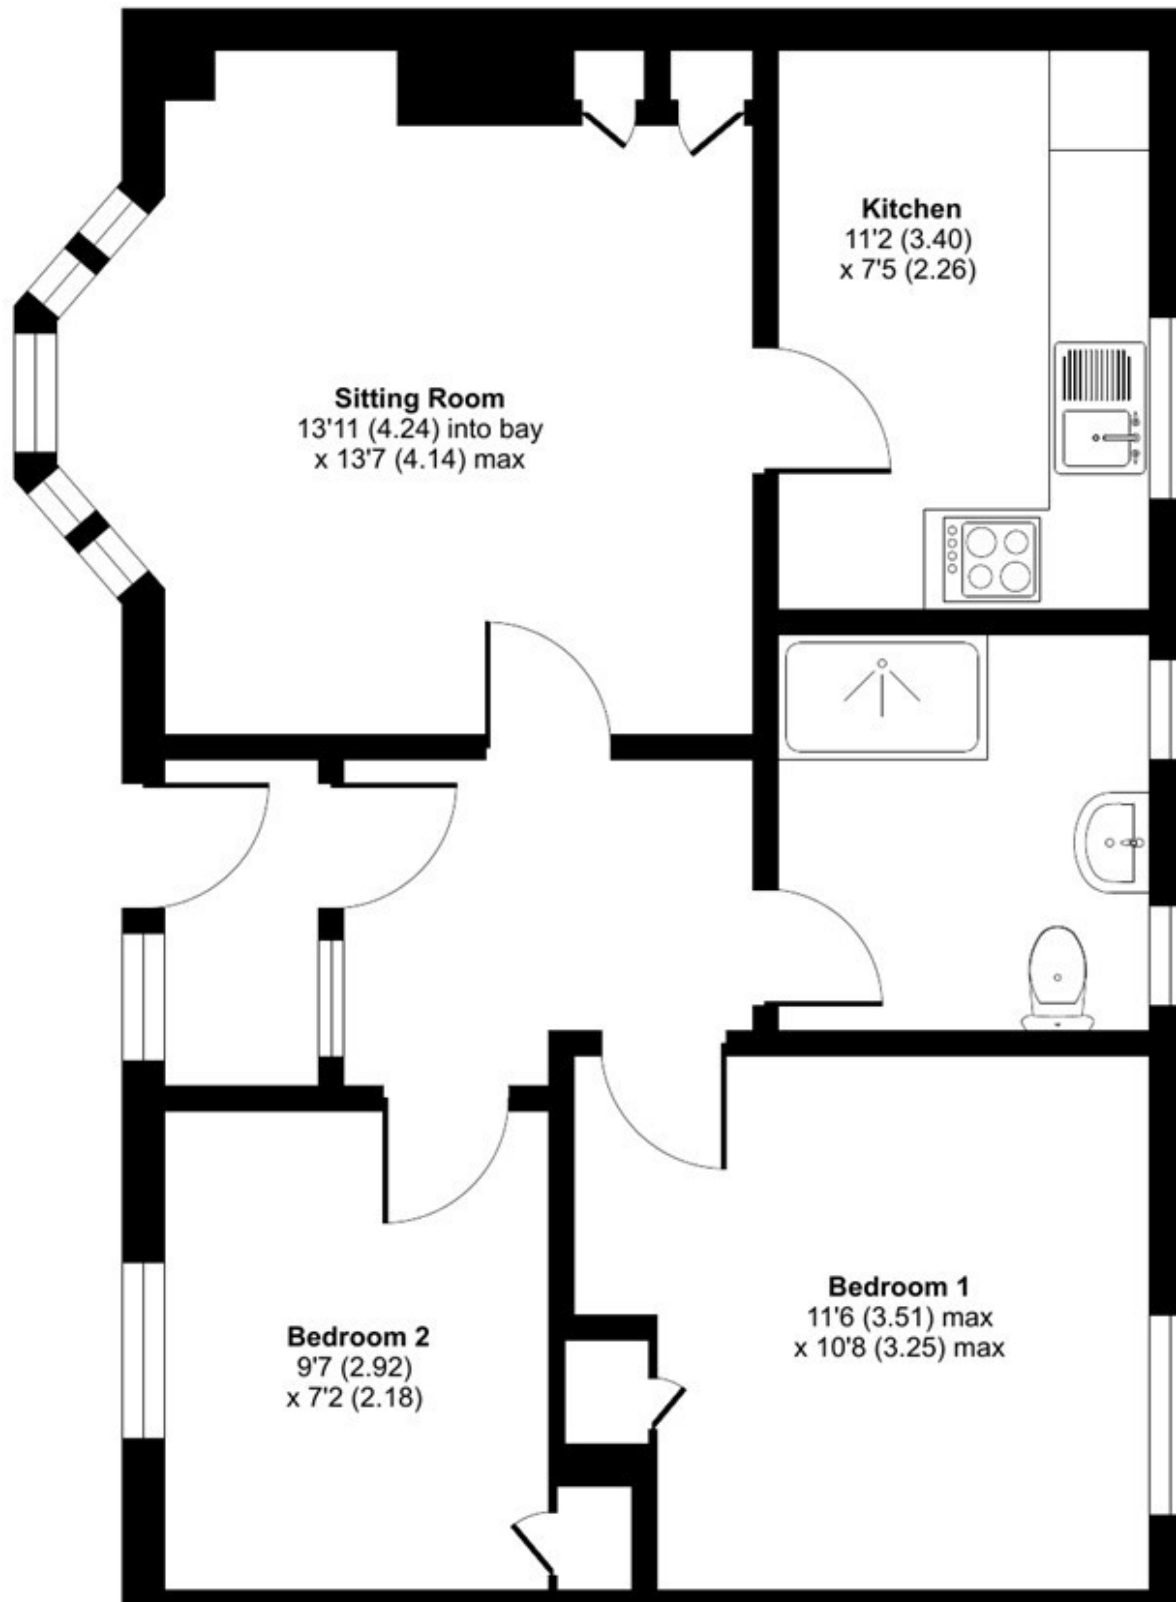 Kitchen
11'2 (3.40)
x 7'5 (2.26)
Sitting Room
13'11 (4.24) into bay
x 13'7 (4.14) max
Bedroom 1
11'6 (3.51) max
x 10'8 (3.25) max
Bedroom 2
9'7 (2.92)
x 7'2 (2.18)